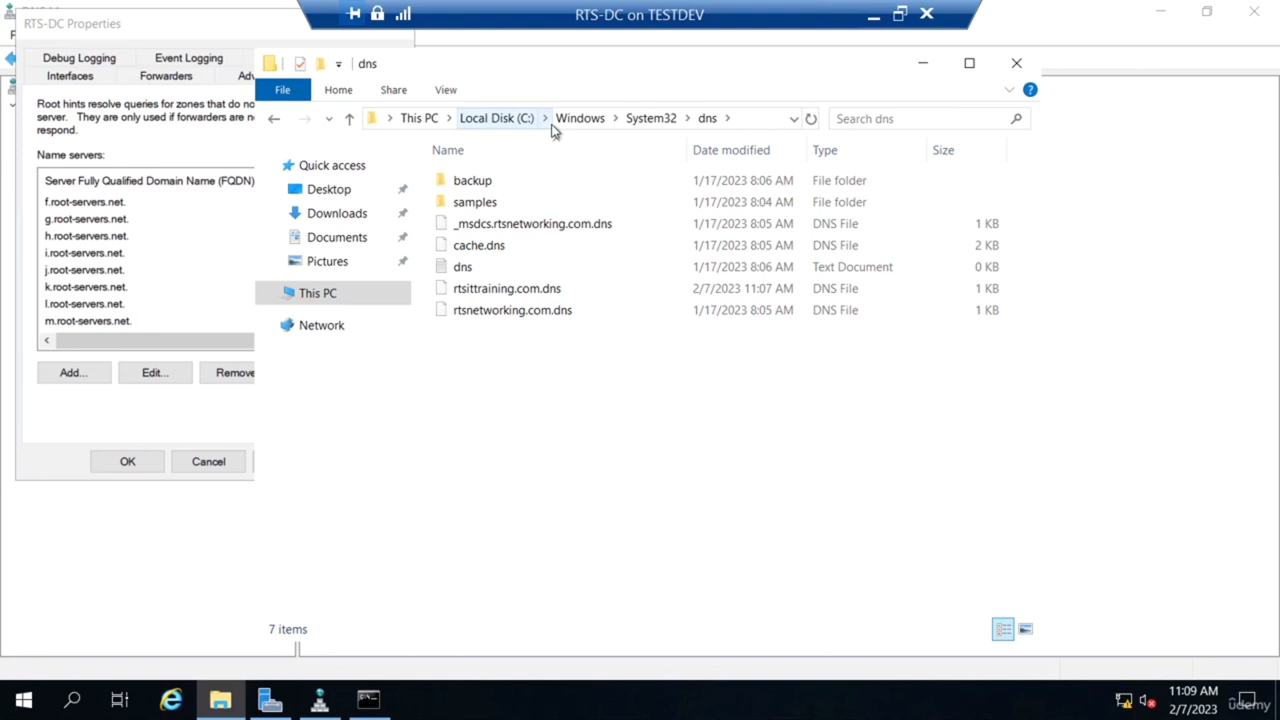 RTS-DC on TESTDEV
RTS-DC Properties
Debug Logging Event Logging
Interfaces Forwarders Adv
Root hints resolve queries for zones that do no
server. They are only used if forwarders are ne
respond.
Name servers:
Server Fully Qualified Domain Name (FQDN)
f.root-servers.net.
g.root-servers.net.
h.root-servers.net.
i.root-servers.net.
j.root-servers.net.
k.root-servers.net.
l.root-servers.net.
m.root-servers.net.
Add... Edit... Remove
OK Cancel
dns
File Home Share View
This PC Local Disk (C:) Windows System32 dns Search dns
Quick access
Desktop
Downloads
Documents
Pictures
This PC
Network
Name Date modified Type Size
backup 1/17/2023 8:06 AM File folder
samples 1/17/2023 8:04 AM File folder
_msdcs.rtsnetworking.com.dns 1/17/2023 8:05 AM DNS File 1 KB
cache.dns 1/17/2023 8:05 AM DNS File 2 KB
dns 1/17/2023 8:06 AM Text Document 0 KB
rtsittraining.com.dns 2/7/2023 11:07 AM DNS File 1 KB
rtsnetworking.com.dns 1/17/2023 8:05 AM DNS File 1 KB
7 items
11:09 AM
2/7/2023
udemy